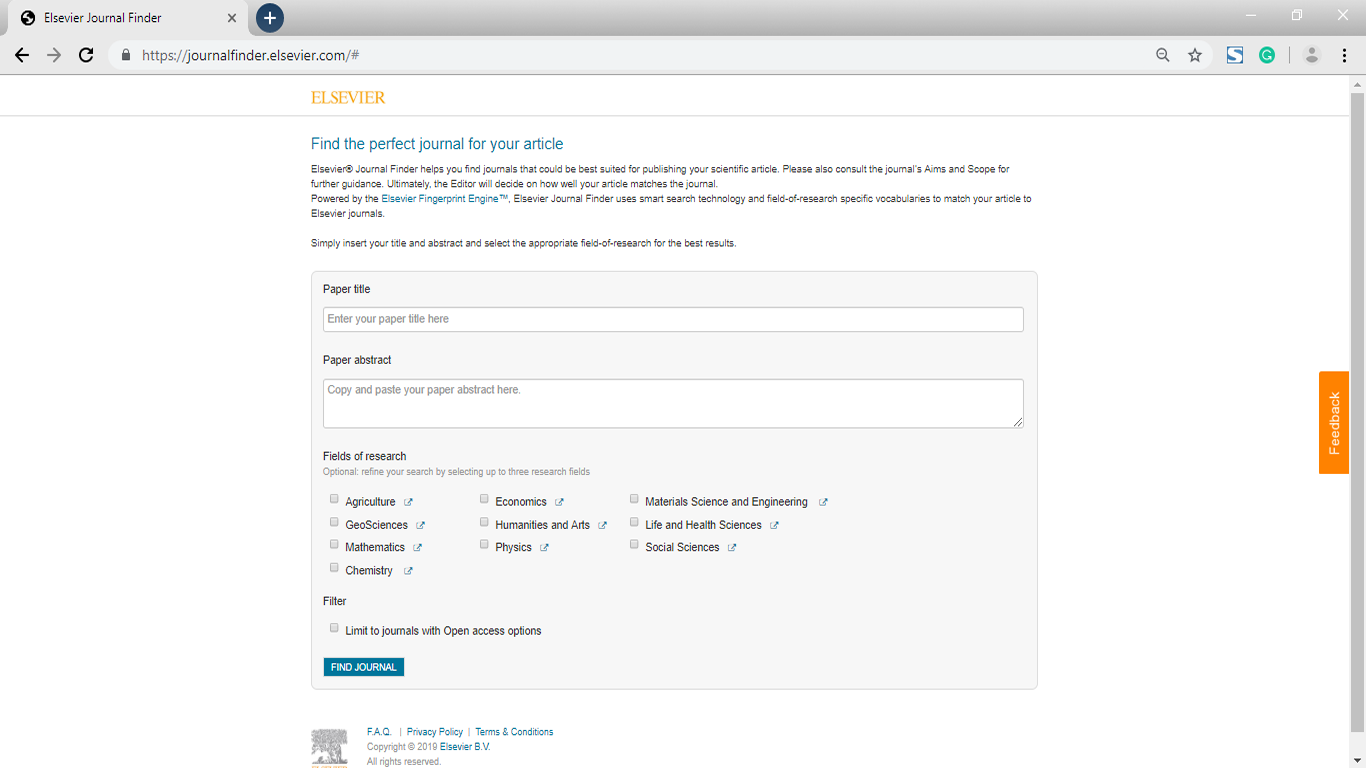 Elsevier Journal Finder
https://journalfinder.elsevier.com/#
ELSEVIER
Find the perfect journal for your article
Elsevier® Journal Finder helps you find journals that could be best suited for publishing your scientific article. Please also consult the journal's Aims and Scope for
further guidance. Ultimately, the Editor will decide on how well your article matches the journal.
Powered by the Elsevier Fingerprint Engine™, Elsevier Journal Finder uses smart search technology and field-of-research specific vocabularies to match your article to
Elsevier journals.
Simply insert your title and abstract and select the appropriate field-of-research for the best results.
Paper title
Enter your paper title here
Paper abstract
Copy and paste your paper abstract here.
Feedback
Fields of research
Optional: refine your search by selecting up to three research fields
Agriculture Economics Materials Science and Engineering
GeoSciences Humanities and Arts Life and Health Sciences
Mathematics Physics Social Sciences
Chemistry
Filter
Limit to journals with Open access options
FIND JOURNAL
F.A.Q. | Privacy Policy | Terms & Conditions
Copyright © 2019 Elsevier B.V.
All rights reserved.